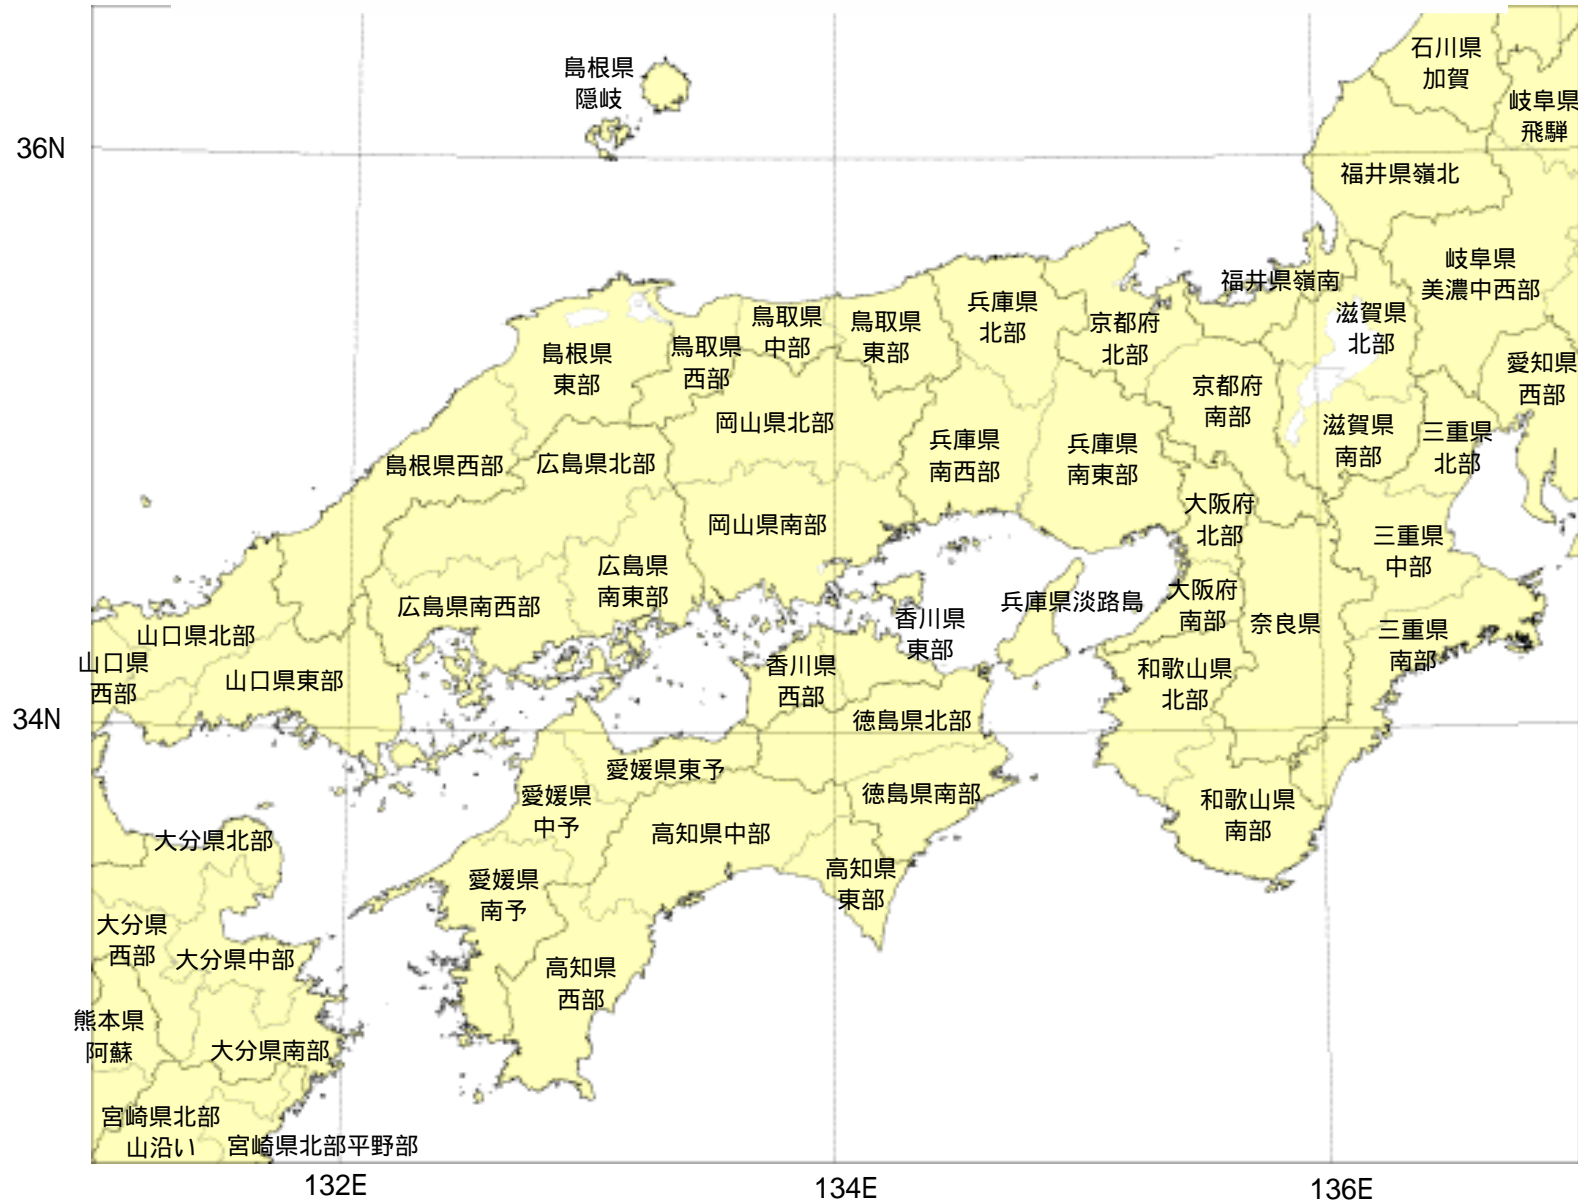 石川県
加賀
島根県
隠岐
岐阜県
飛騨
36N
福井県嶺北
岐阜県
美濃中西部
福井県嶺南
兵庫県
北部
滋賀県
北部
鳥取県
中部
鳥取県
東部
京都府
北部
島根県
東部
鳥取県
西部
愛知県
西部
京都府
南部
岡山県北部
滋賀県
南部
三重県
北部
兵庫県
南西部
兵庫県
南東部
島根県西部
広島県北部
大阪府
北部
岡山県南部
三重県
中部
広島県
南東部
大阪府
南部
広島県南西部
兵庫県淡路島
香川県
東部
奈良県
三重県
南部
山口県北部
山口県
西部
山口県東部
香川県
西部
和歌山県
北部
34N
徳島県北部
愛媛県東予
愛媛県
中予
徳島県南部
和歌山県
南部
高知県中部
大分県北部
高知県
東部
愛媛県
南予
大分県
西部
大分県中部
高知県
西部
熊本県
阿蘇
大分県南部
宮崎県北部
山沿い
宮崎県北部平野部
132E
134E
136E